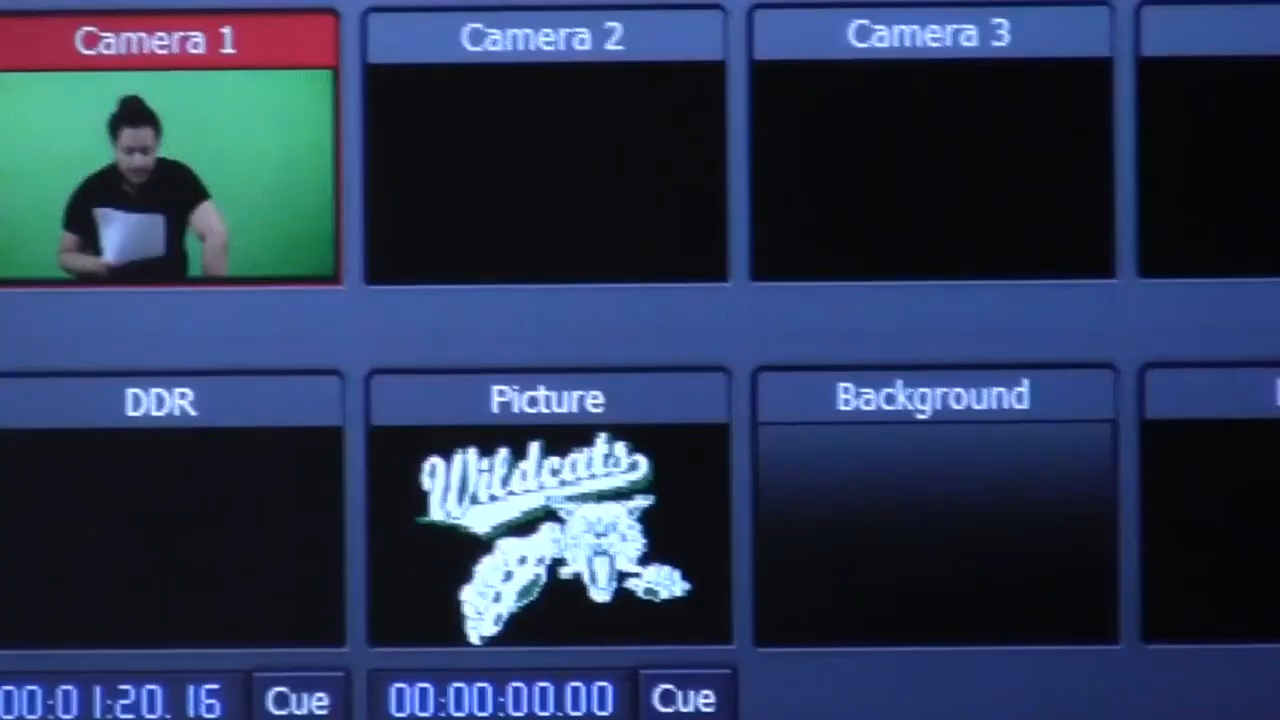 Camera 1
Camera 2
Camera 3
DDR
Picture
Background
Wildcats
00:01:20.16
Cue
00:00:00.00
Cue